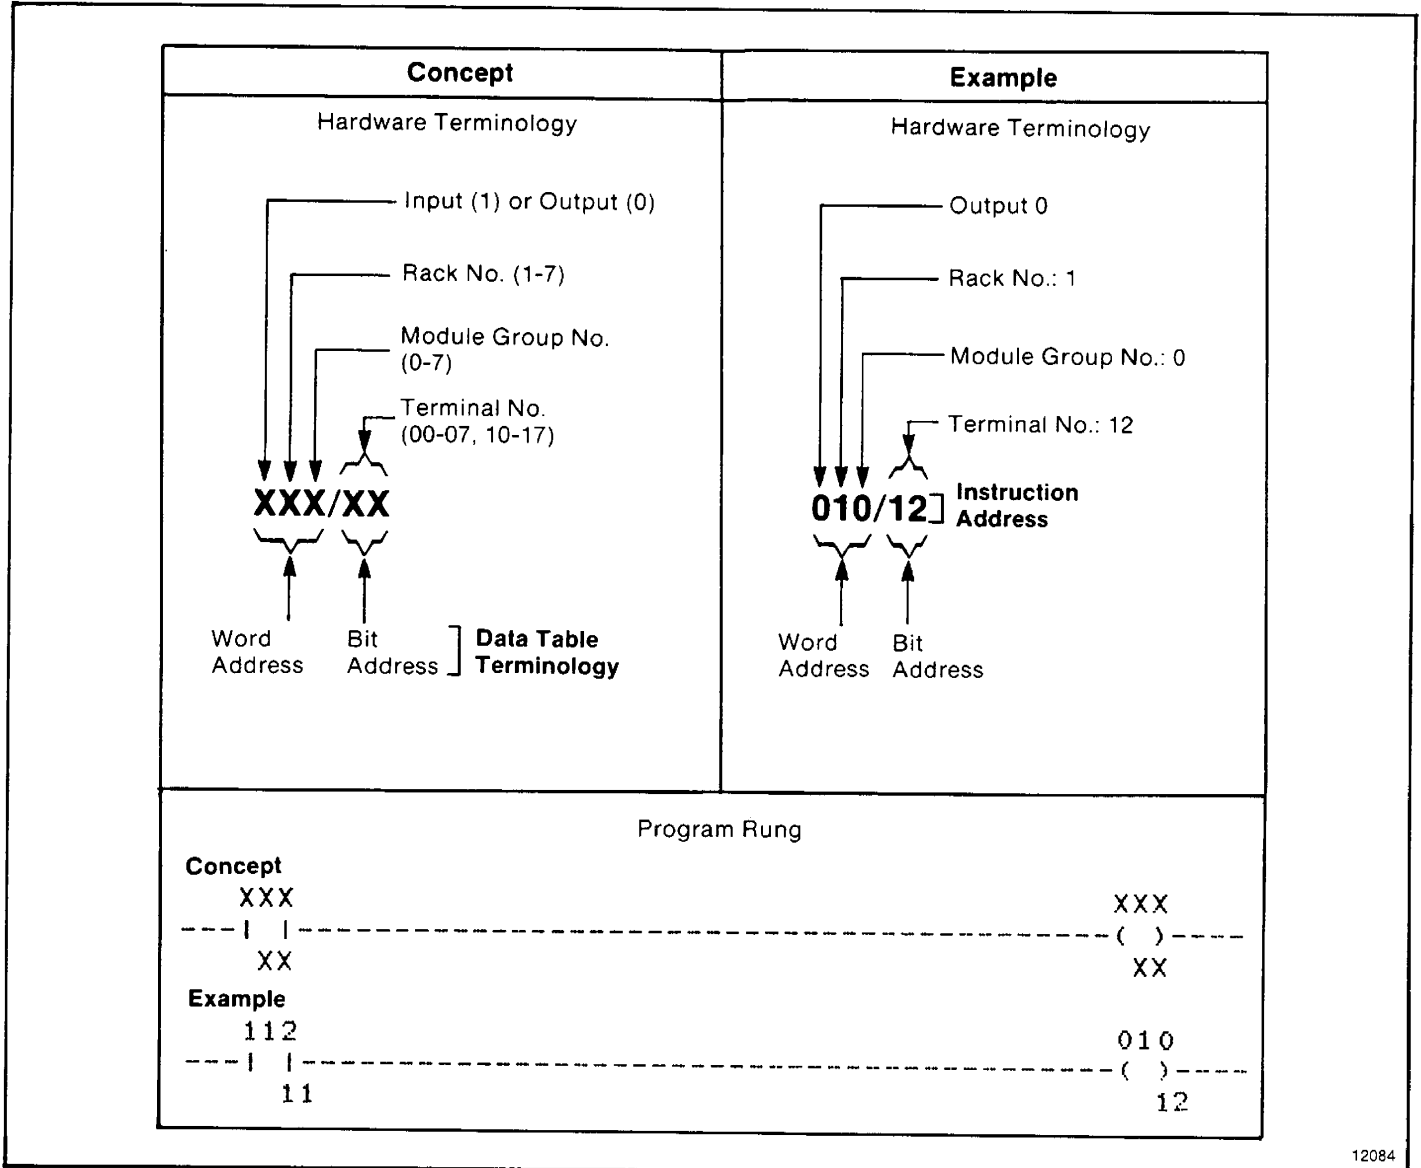 Concept
Example
Hardware Terminology
Hardware Terminology
Input (1) or Output (0)
Output 0
Rack No. (1-7)
Rack No.: 1
Module Group No.
(0-7)
Module Group No.: 0
Terminal No.
(00-07, 10-17)
Terminal No.: 12
XXX/XX
010/12
Instruction
Address
Word
Address
Bit
Address
Data Table
Terminology
Word
Address
Bit
Address
Program Rung
Concept
XXX
XXX
---| |----------------------------------------------------( )----
XX
XX
Example
112
010
---| |----------------------------------------------------( )----
11
12
12084